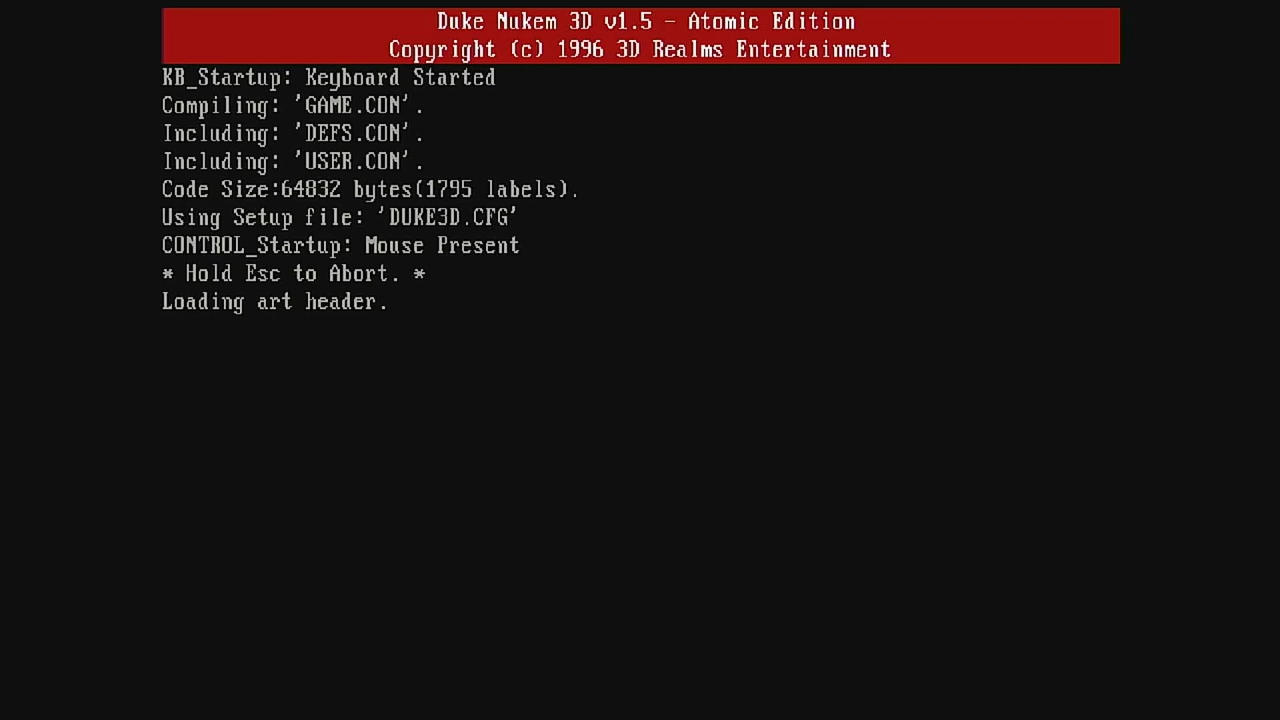 Duke Nukem 3D v1.5 - Atomic Edition
Copyright (c) 1996 3D Realms Entertainment
KB_Startup: Keyboard Started
Compiling: 'GAME.CON'.
Including: 'DEFS.CON'.
Including: 'USER.CON'.
Code Size:64832 bytes(1795 labels).
Using Setup file: 'DUKE3D.CFG'
CONTROL_Startup: Mouse Present
* Hold Esc to Abort. *
Loading art header.